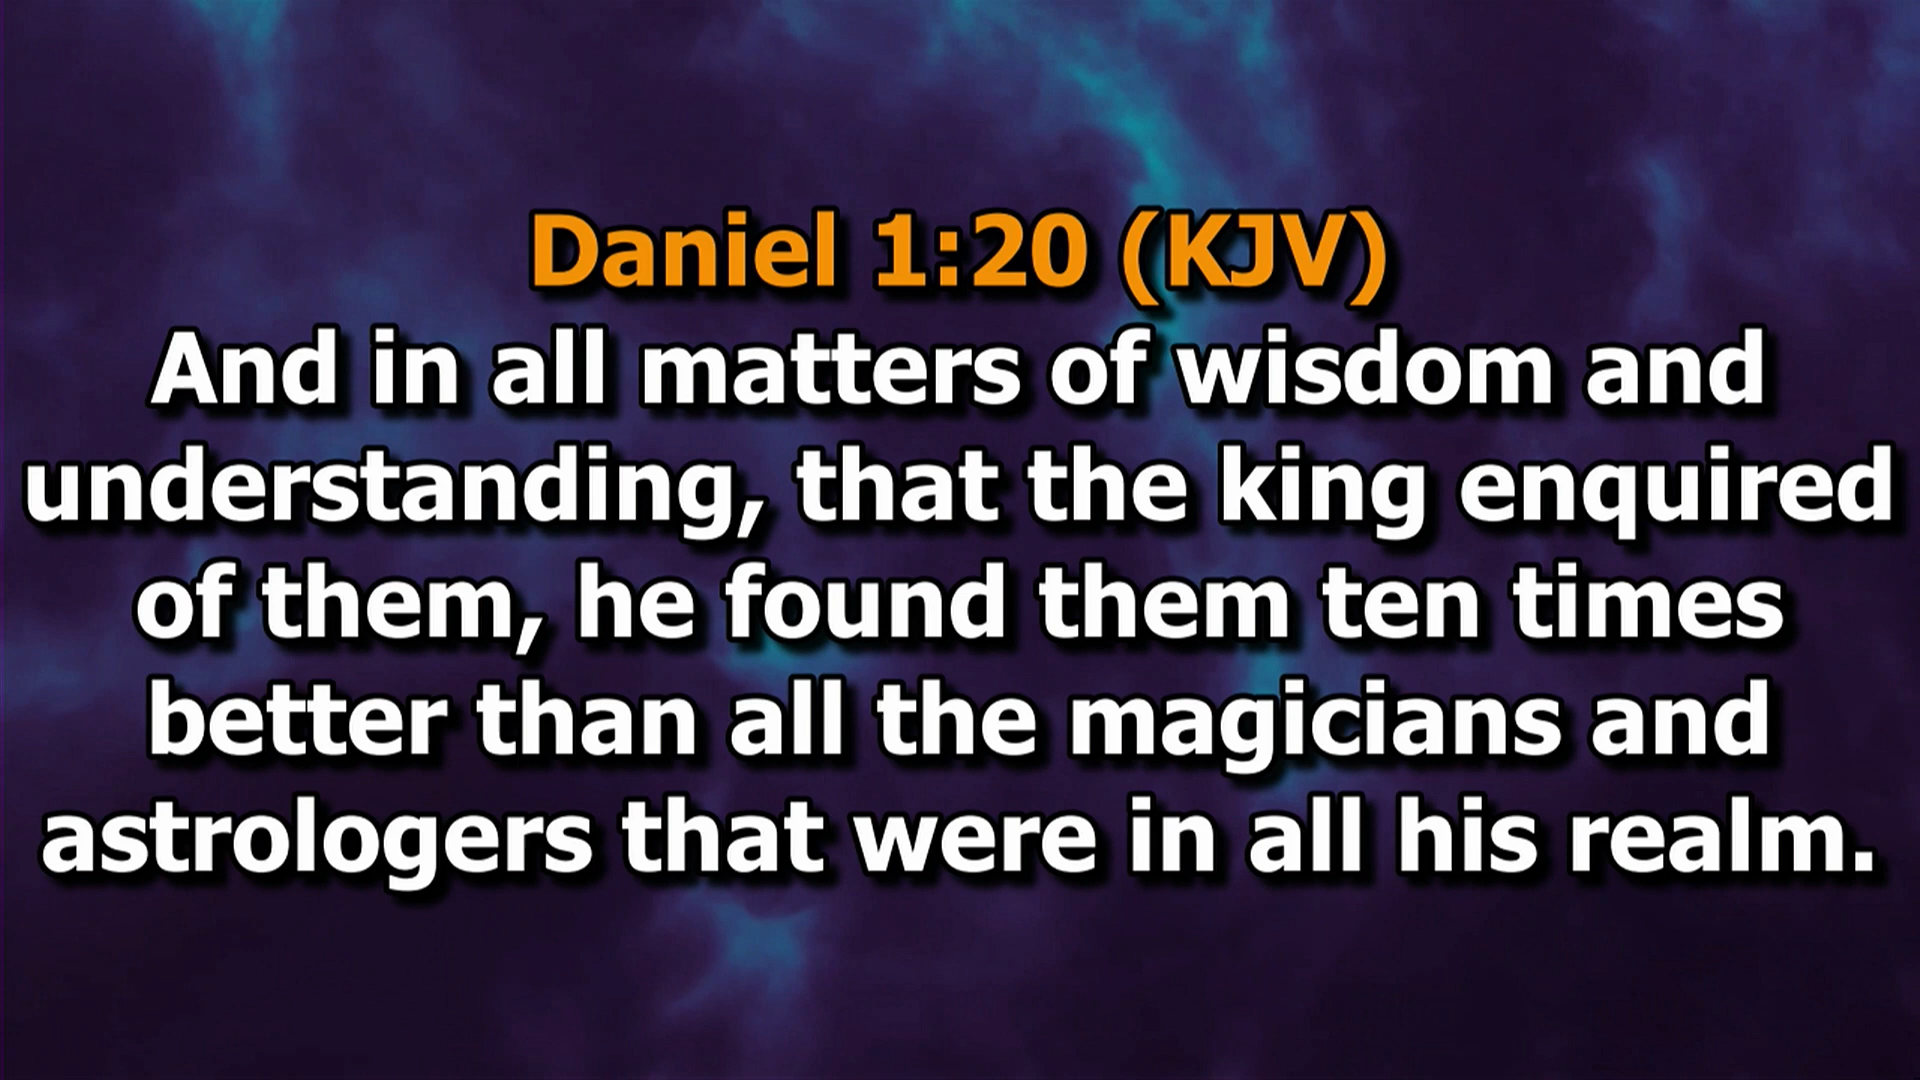 Daniel 1:20 (KJV)
And in all matters of wisdom and
understanding, that the king enquired
of them, he found them ten times
better than all the magicians and
astrologers that were in all his realm.